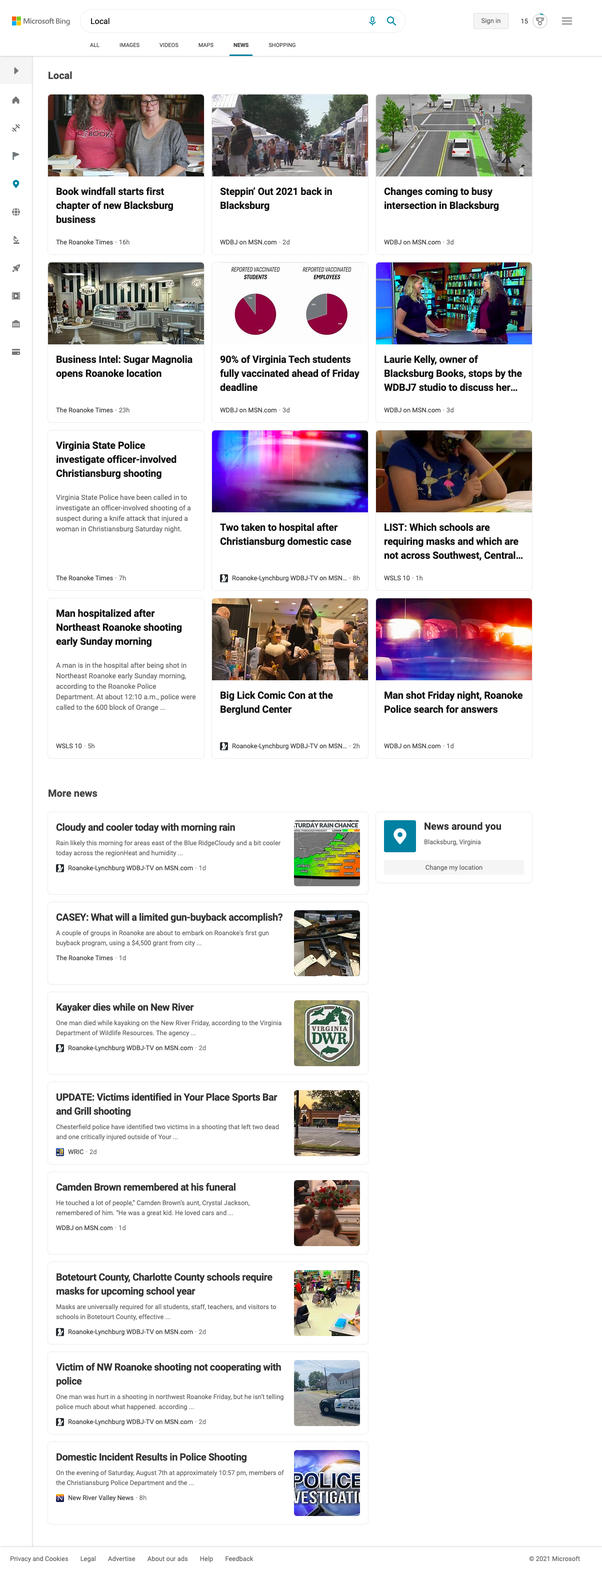 Microsoft Bing
Local
Sign in
15
ALL IMAGES VIDEOS MAPS NEWS SHOPPING
Local
Book windfall starts first
chapter of new Blacksburg
business
The Roanoke Times · 16h
Steppin' Out 2021 back in
Blacksburg
WDBJ on MSN.com · 2d
Changes coming to busy
intersection in Blacksburg
WDBJ on MSN.com · 3d
Business Intel: Sugar Magnolia
opens Roanoke location
The Roanoke Times · 23h
REPORTED VACCINATED
STUDENTS
REPORTED VACCINATED
EMPLOYEES
90% of Virginia Tech students
fully vaccinated ahead of Friday
deadline
WDBJ on MSN.com · 3d
Laurie Kelly, owner of
Blacksburg Books, stops by the
WDBJ7 studio to discuss her...
WDBJ on MSN.com · 3d
Virginia State Police
investigate officer-involved
Christiansburg shooting
Virginia State Police have been called in to
investigate an officer-involved shooting of a
suspect during a knife attack that injured a
woman in Christiansburg Saturday night.
The Roanoke Times · 7h
Two taken to hospital after
Christiansburg domestic case
Roanoke-Lynchburg WDBJ-TV on MSN... · 8h
LIST: Which schools are
requiring masks and which are
not across Southwest, Central...
WSLS 10 · 1h
Man hospitalized after
Northeast Roanoke shooting
early Sunday morning
A man is in the hospital after being shot in
Northeast Roanoke early Sunday morning,
according to the Roanoke Police
Department. At about 12:10 a.m., police were
called to the 600 block of Orange ...
WSLS 10 · 5h
Big Lick Comic Con at the
Berglund Center
Roanoke-Lynchburg WDBJ-TV on MSN... · 2h
Man shot Friday night, Roanoke
Police search for answers
WDBJ on MSN.com · 1d
More news
Cloudy and cooler today with morning rain
Rain likely this morning for areas east of the Blue RidgeCloudy and a bit cooler
today across the regionHeat and humidity ...
Roanoke-Lynchburg WDBJ-TV on MSN.com · 1d
TURDAY RAIN CHANCE
News around you
Blacksburg, Virginia
Change my location
CASEY: What will a limited gun-buyback accomplish?
A couple of groups in Roanoke are about to embark on Roanoke's first gun
buyback program, using a $4,500 grant from city ...
The Roanoke Times · 1d
Kayaker dies while on New River
One man died while kayaking on the New River Friday, according to the Virginia
Department of Wildlife Resources. The agency ...
Roanoke-Lynchburg WDBJ-TV on MSN.com · 2d
VIRGINIA
DWR
UPDATE: Victims identified in Your Place Sports Bar
and Grill shooting
Chesterfield police have identified two victims in a shooting that left two dead
and one critically injured outside of Your ...
WRIC · 2d
Camden Brown remembered at his funeral
He touched a lot of people," Camden Brown's aunt, Crystal Jackson,
remembered of him. "He was a great kid. He loved cars and ...
WDBJ on MSN.com · 1d
Botetourt County, Charlotte County schools require
masks for upcoming school year
Masks are universally required for all students, staff, teachers, and visitors to
schools in Botetourt County, effective ...
Roanoke-Lynchburg WDBJ-TV on MSN.com · 2d
Victim of NW Roanoke shooting not cooperating with
police
One man was hurt in a shooting in northwest Roanoke Friday, but he isn't telling
police much about what happened. according ...
Roanoke-Lynchburg WDBJ-TV on MSN.com · 2d
Domestic Incident Results in Police Shooting
On the evening of Saturday, August 7th at approximately 10:57 pm, members of
the Christiansburg Police Department and the ...
New River Valley News · 8h
POLICE
VESTIGATI
Privacy and Cookies Legal Advertise About our ads Help Feedback © 2021 Microsoft